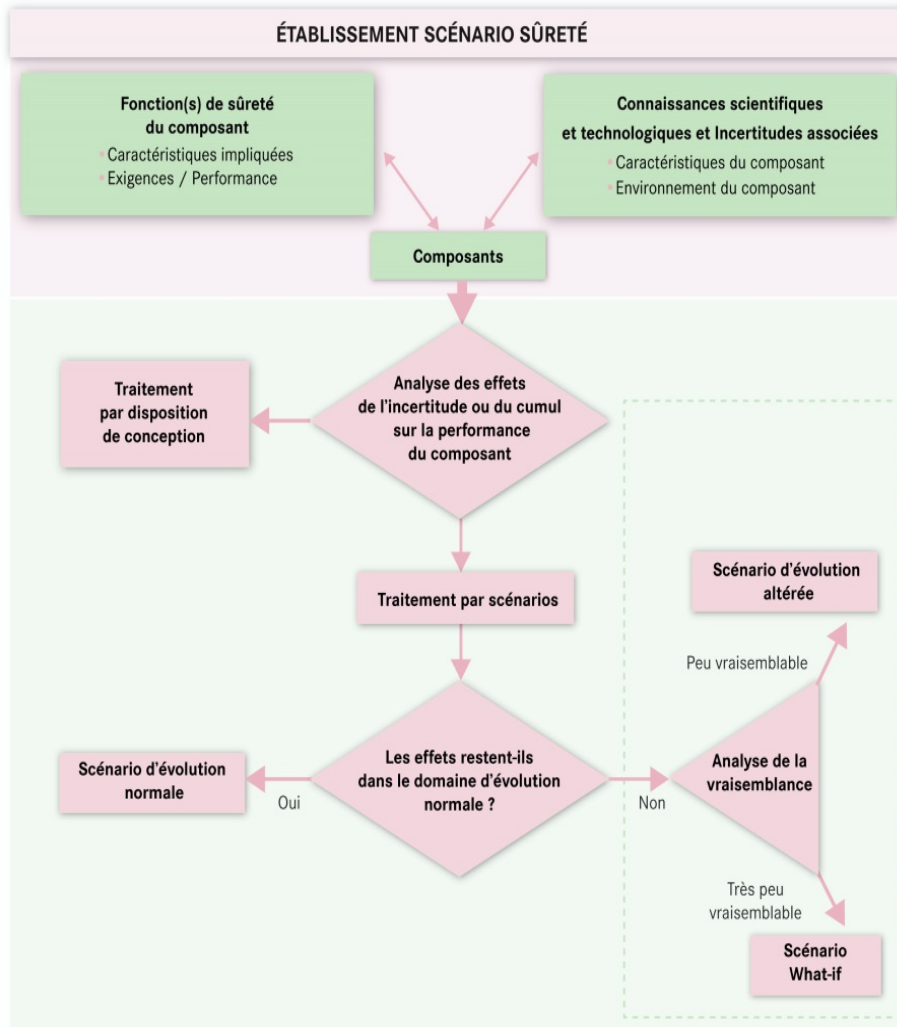 ÉTABLISSEMENT SCÉNARIO SÛRETÉ
Fonction(s) de sûreté
du composant
• Caractéristiques impliquées
• Exigences / Performance
Connaissances scientifiques
et technologiques et Incertitudes associées
• Caractéristiques du composant
• Environnement du composant
Composants
Traitement
par disposition
de conception
Analyse des effets
de l'incertitude ou du cumul
sur la performance
du composant
Traitement par scénarios
Scénario d'évolution
altérée
Peu vraisemblable
Scénario d'évolution
normale
Oui
Les effets restent-ils
dans le domaine d'évolution
normale ?
Non
Analyse de la
vraisemblance
Très peu
vraisemblable
Scénario
What-if